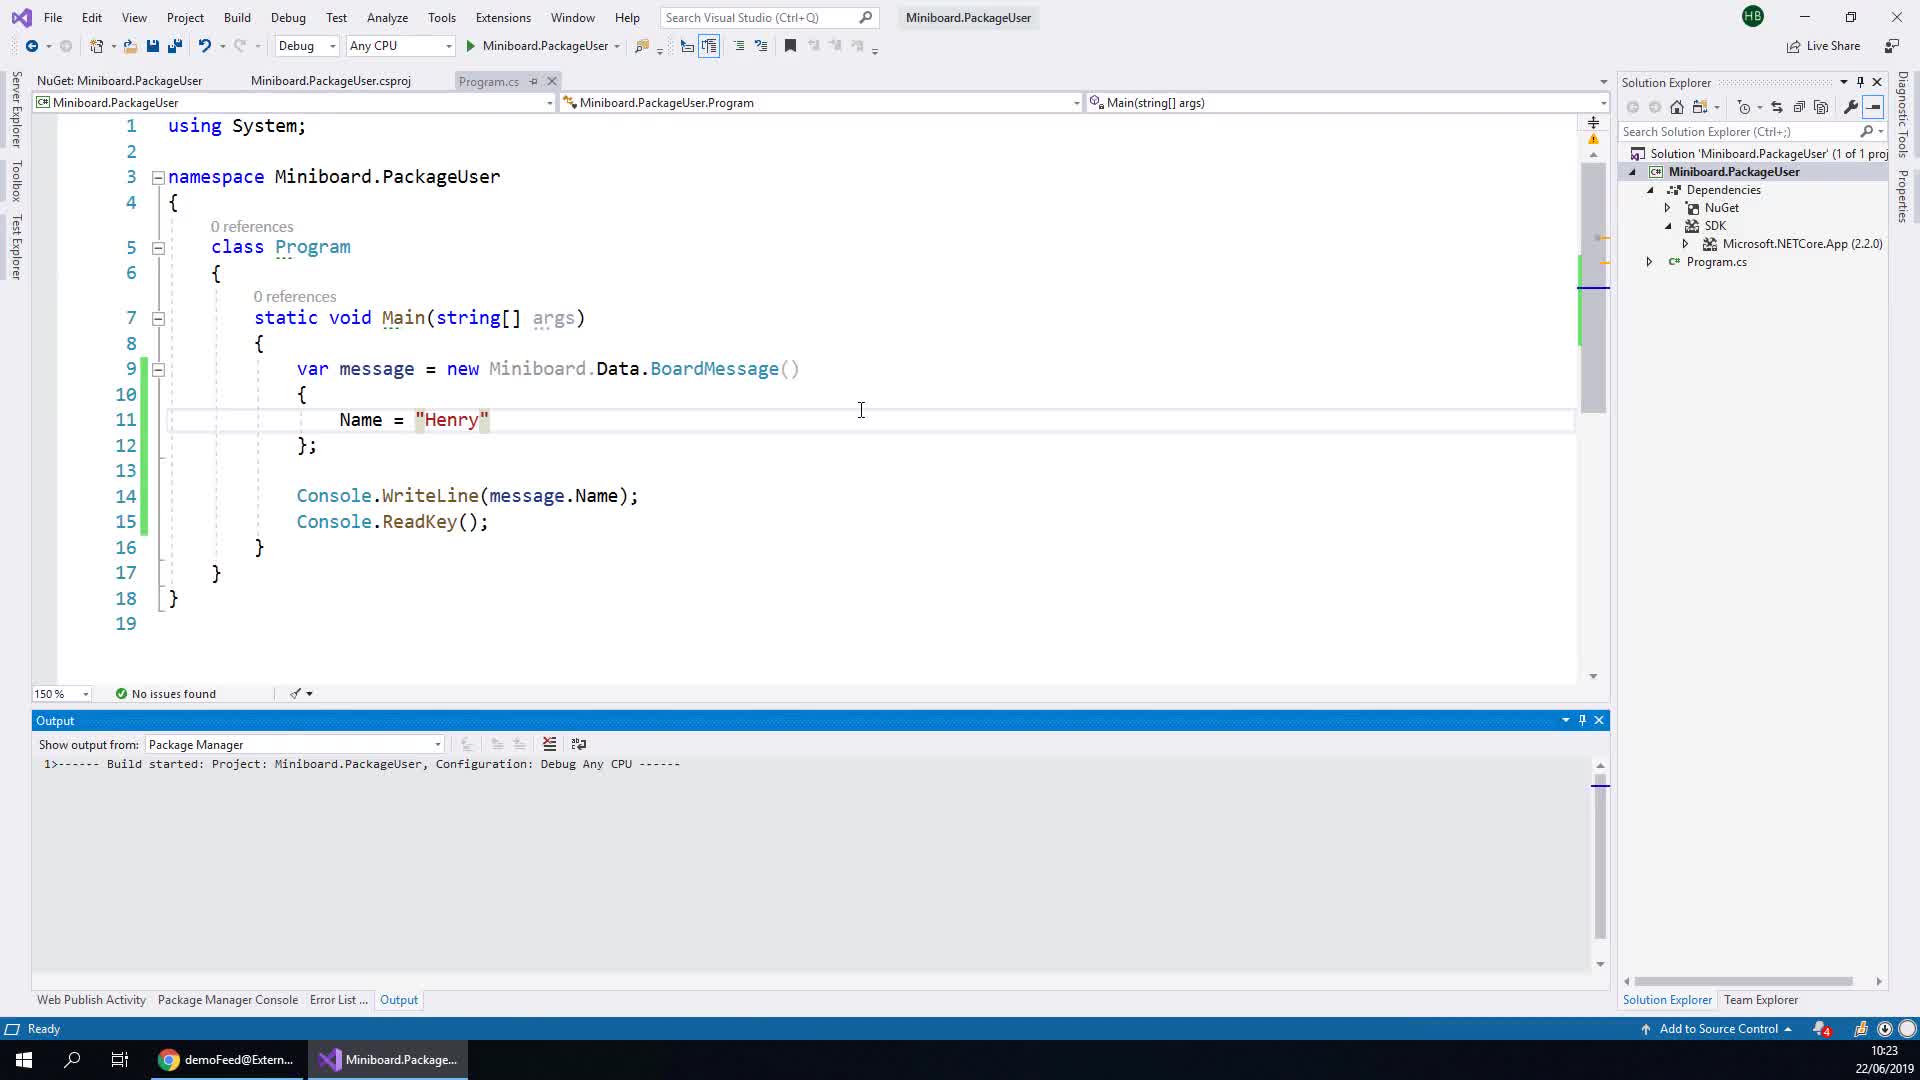 File Edit View Project Build Debug Test Analyze Tools Extensions Window Help Search Visual Studio (Ctrl+Q) Miniboard.PackageUser HB
Debug Any CPU Miniboard.PackageUser Live Share
NuGet: Miniboard.PackageUser Miniboard.PackageUser.csproj Program.cs
Miniboard.PackageUser Miniboard.PackageUser.Program Main(string[] args)
1 using System;
2
3 namespace Miniboard.PackageUser
4 {
0 references
5 class Program
6 {
0 references
7 static void Main(string[] args)
8 {
9 var message = new Miniboard.Data.BoardMessage()
10 {
11 Name = "Henry"
12 };
13
14 Console.WriteLine(message.Name);
15 Console.ReadKey();
16 }
17 }
18 }
19
150 % No issues found
Output
Show output from: Package Manager
1>------ Build started: Project: Miniboard.PackageUser, Configuration: Debug Any CPU ------
Web Publish Activity Package Manager Console Error List ... Output
Server Explorer
Toolbox
Test Explorer
Solution Explorer
Search Solution Explorer (Ctrl+;)
Solution 'Miniboard.PackageUser' (1 of 1 proj
Miniboard.PackageUser
Dependencies
NuGet
SDK
Microsoft.NETCore.App (2.2.0)
C# Program.cs
Solution Explorer Team Explorer
Diagnostic Tools
Properties
Ready Add to Source Control 4
demoFeed@Extern... Miniboard.Package... 10:23
22/06/2019